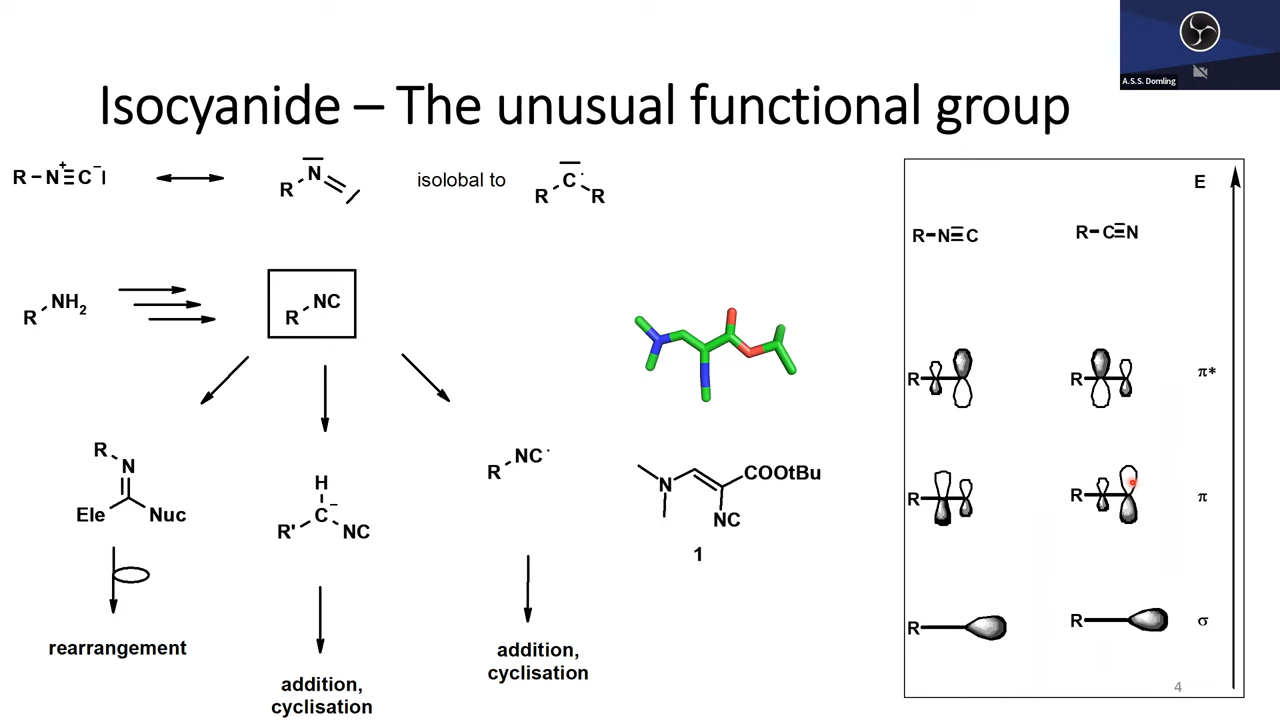 A.S.S. Domling
Isocyanide – The unusual functional group
R–N⁺≡C⁻|
R N
isolobal to
R C R
R NH2
R NC
R N Ele Nuc
rearrangement
H
R' C⁻ NC
addition,
cyclisation
R NC·
addition,
cyclisation
N COOtBu
NC
1
E
R–N≡C R–C≡N
R R π*
R R π
R R σ
4